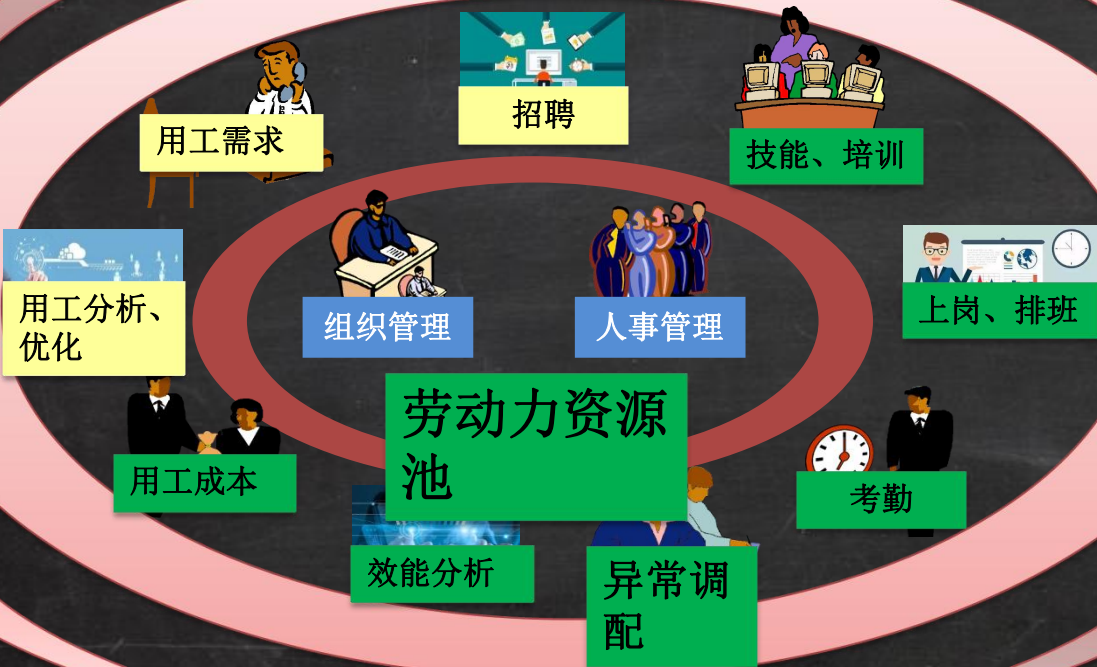 招聘
用工需求
技能、培训
用工分析、
优化
组织管理
人事管理
上岗、排班
劳动力资源
池
用工成本
考勤
效能分析
异常调
配